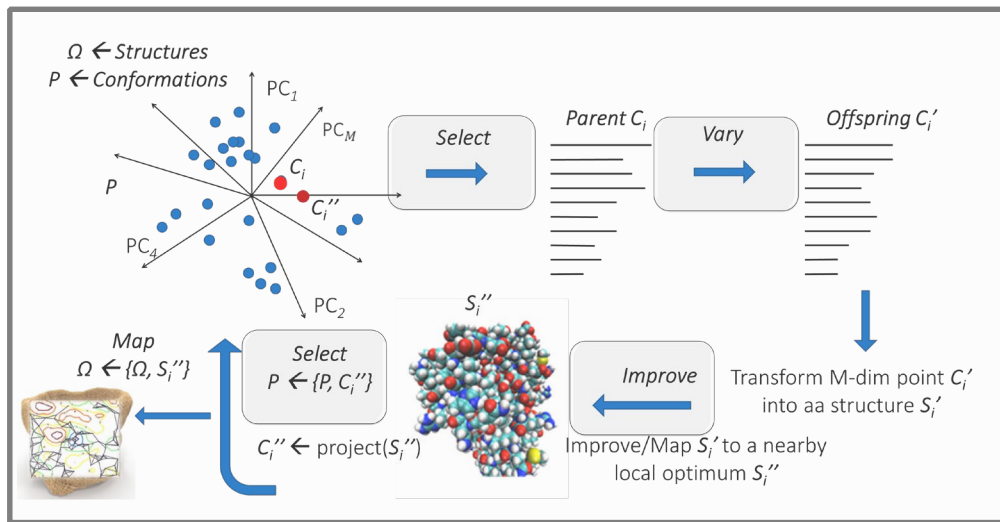 Ω ← Structures
P ← Conformations
PC1
PCM
P
Ci
Ci''
PC4
PC2
Select
Parent Ci
Vary
Offspring Ci'
Transform M-dim point Ci'
into aa structure Si'
Improve
Improve/Map Si' to a nearby
local optimum Si''
Si''
Select
P ← {P, Ci''}
Ci'' ← project(Si'')
Map
Ω ← {Ω, Si''}